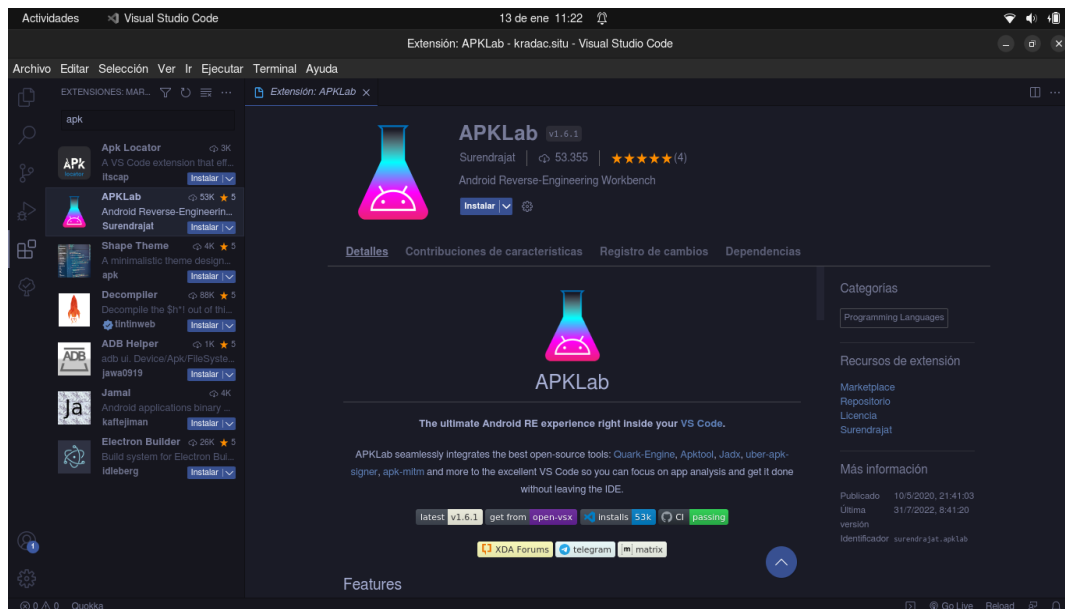 Actividades
Visual Studio Code
13 de ene 11:22
Extensión: APKLab - kradac.situ - Visual Studio Code
Archivo Editar Selección Ver Ir Ejecutar Terminal Ayuda
EXTENSIONES: MAR...
apk
Apk Locator 3K
A VS Code extension that eff...
itscap Instalar
APKLab 53K ★ 5
Android Reverse-Engineerin...
Surendrajat Instalar
Shape Theme 4K ★ 5
A minimalistic theme design...
apk Instalar
Decompiler 88K ★ 5
Decompile the $h*! out of thi...
tintinweb Instalar
ADB Helper 1K ★ 5
adb ui. Device/Apk/FileSyste...
jawa0919 Instalar
Jamal 4K
Android applications binary ...
kaftejiman Instalar
Electron Builder 26K ★ 5
Build system for Electron Bui...
idleberg Instalar
APk
locator
ADB
Ja
1
Extensión: APKLab
APKLab v1.6.1
Surendrajat | 53.355 | ★★★★★(4)
Android Reverse-Engineering Workbench
Instalar
Detalles Contribuciones de características Registro de cambios Dependencias
APKLab
The ultimate Android RE experience right inside your VS Code.
APKLab seamlessly integrates the best open-source tools: Quark-Engine, Apktool, Jadx, uber-apk-
signer, apk-mitm and more to the excellent VS Code so you can focus on app analysis and get it done
without leaving the IDE.
latest v1.6.1 get from open-vsx installs 53k CI passing
XDA Forums telegram [m] matrix
Features
Categorías
Programming Languages
Recursos de extensión
Marketplace
Repositorio
Licencia
Surendrajat
Más información
Publicado 10/5/2020, 21:41:03
Última 31/7/2022, 8:41:20
versión
Identificador surendrajat.apklab
0 0 Quokka
Go Live Reload